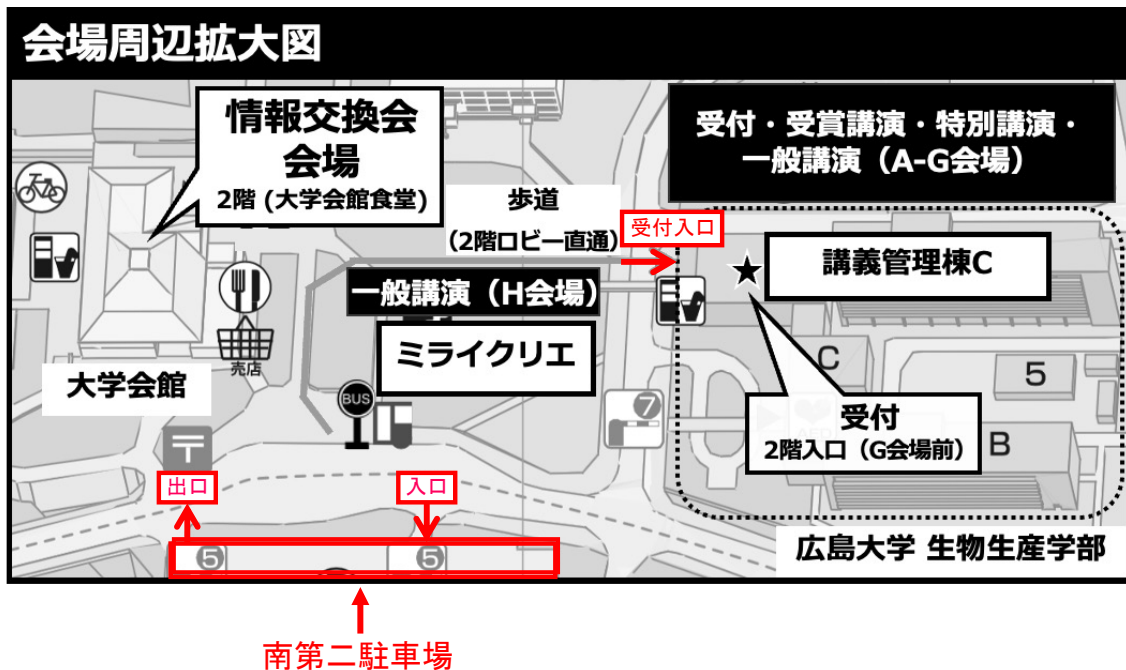 会場周辺拡大図
情報交換会
会場
2階 (大学会館食堂)
受付・受賞講演・特別講演・
一般講演（A-G会場）
歩道
（2階ロビー直通）
受付入口
講義管理棟C
一般講演（H会場）
ミライクリエ
売店
大学会館
BUS
7
C
5
受付
2階入口（G会場前）
AED
B
〒
出口
入口
5
5
広島大学 生物生産学部
南第二駐車場